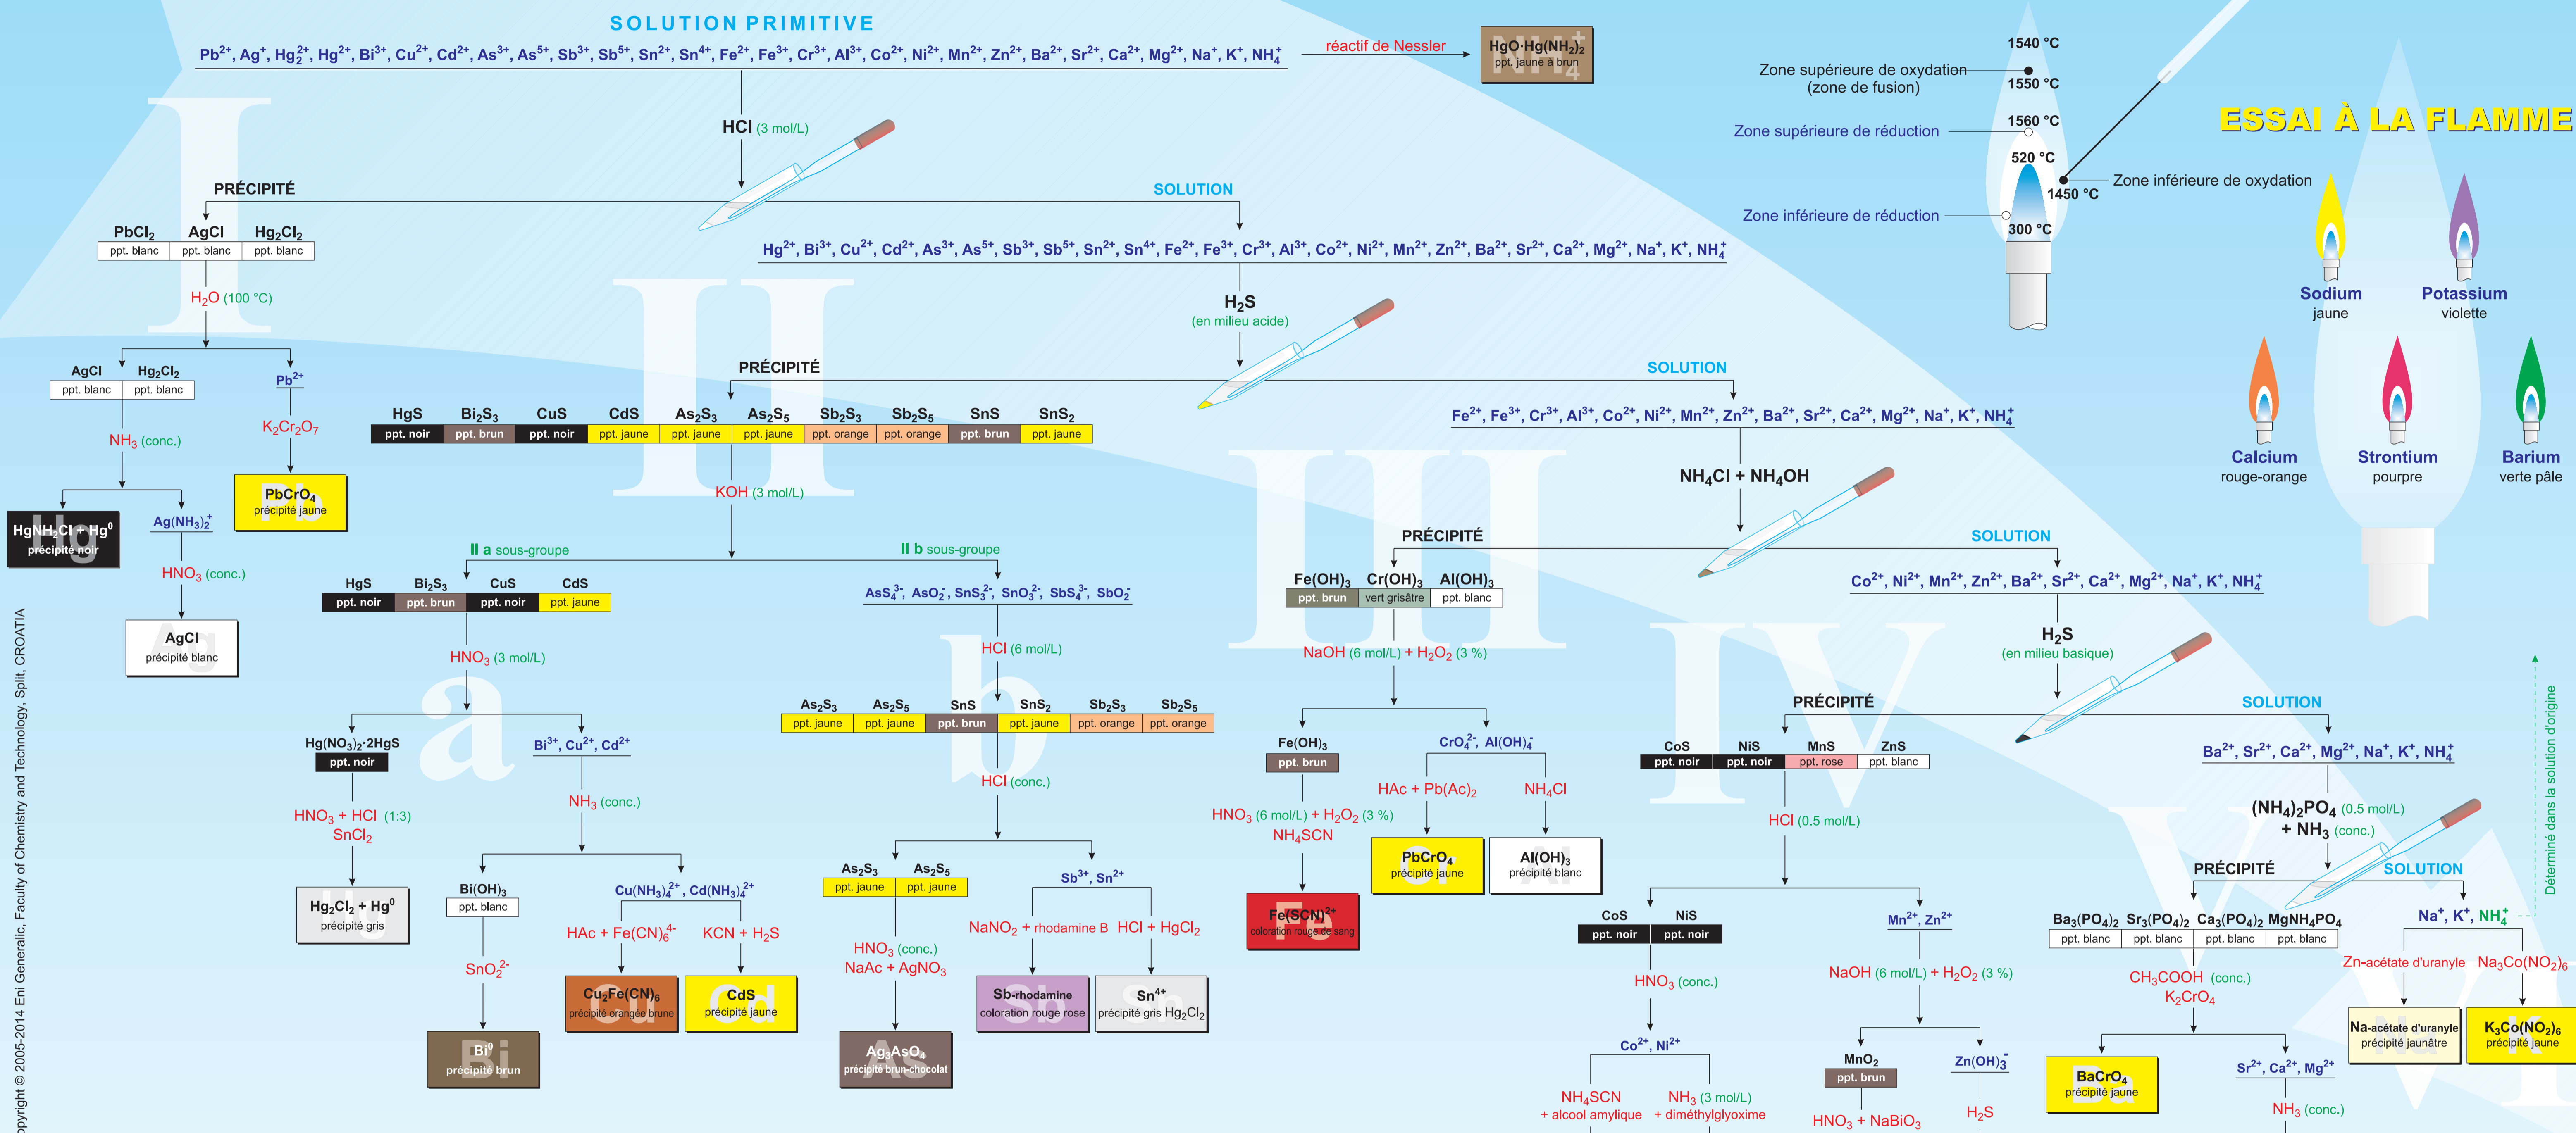 SOLUTION PRIMITIVE
Pb²⁺, Ag⁺, Hg₂²⁺, Hg²⁺, Bi³⁺, Cu²⁺, Cd²⁺, As³⁺, As⁵⁺, Sb³⁺, Sb⁵⁺, Sn²⁺, Sn⁴⁺, Fe²⁺, Fe³⁺, Cr³⁺, Al³⁺, Co²⁺, Ni²⁺, Mn²⁺, Zn²⁺, Ba²⁺, Sr²⁺, Ca²⁺, Mg²⁺, Na⁺, K⁺, NH₄⁺
réactif de Nessler
NH₄⁺
HgO·Hg(NH₂)₂
ppt. jaune à brun
HCl (3 mol/L)
I
PRÉCIPITÉ
SOLUTION
PbCl₂ AgCl Hg₂Cl₂
ppt. blanc ppt. blanc ppt. blanc
H₂O (100 °C)
AgCl Hg₂Cl₂
ppt. blanc ppt. blanc
Pb²⁺
NH₃ (conc.)
K₂Cr₂O₇
Pb
PbCrO₄
précipité jaune
Hg
HgNH₂Cl + Hg⁰
précipité noir
Ag(NH₃)₂⁺
HNO₃ (conc.)
Ag
AgCl
précipité blanc
Hg²⁺, Bi³⁺, Cu²⁺, Cd²⁺, As³⁺, As⁵⁺, Sb³⁺, Sb⁵⁺, Sn²⁺, Sn⁴⁺, Fe²⁺, Fe³⁺, Cr³⁺, Al³⁺, Co²⁺, Ni²⁺, Mn²⁺, Zn²⁺, Ba²⁺, Sr²⁺, Ca²⁺, Mg²⁺, Na⁺, K⁺, NH₄⁺
H₂S
(en milieu acide)
II
PRÉCIPITÉ
SOLUTION
HgS Bi₂S₃ CuS CdS As₂S₃ As₂S₅ Sb₂S₃ Sb₂S₅ SnS SnS₂
ppt. noir ppt. brun ppt. noir ppt. jaune ppt. jaune ppt. jaune ppt. orange ppt. orange ppt. brun ppt. jaune
KOH (3 mol/L)
II a sous-groupe
II b sous-groupe
HgS Bi₂S₃ CuS CdS
ppt. noir ppt. brun ppt. noir ppt. jaune
HNO₃ (3 mol/L)
a
Hg(NO₃)₂·2HgS
ppt. noir
HNO₃ + HCl (1:3)
SnCl₂
Hg₂Cl₂ + Hg⁰
précipité gris
Hg
Bi³⁺, Cu²⁺, Cd²⁺
NH₃ (conc.)
Bi(OH)₃
ppt. blanc
SnO₂²⁻
Bi
Bi⁰
précipité brun
Cu(NH₃)₄²⁺, Cd(NH₃)₄²⁺
HAc + Fe(CN)₆⁴⁻
KCN + H₂S
Cu
Cu₂Fe(CN)₆
précipité orangée brune
Cd
CdS
précipité jaune
AsS₄³⁻, AsO₂⁻, SnS₃²⁻, SnO₃²⁻, SbS₄³⁻, SbO₂⁻
HCl (6 mol/L)
b
As₂S₃ As₂S₅ SnS SnS₂ Sb₂S₃ Sb₂S₅
ppt. jaune ppt. jaune ppt. brun ppt. jaune ppt. orange ppt. orange
HCl (conc.)
As₂S₃ As₂S₅
ppt. jaune ppt. jaune
HNO₃ (conc.)
NaAc + AgNO₃
As
Ag₃AsO₄
précipité brun-chocolat
Sb³⁺, Sn²⁺
NaNO₂ + rhodamine B
HCl + HgCl₂
Sb
Sb-rhodamine
coloration rouge rose
Sn
Sn⁴⁺
précipité gris Hg₂Cl₂
Fe²⁺, Fe³⁺, Cr³⁺, Al³⁺, Co²⁺, Ni²⁺, Mn²⁺, Zn²⁺, Ba²⁺, Sr²⁺, Ca²⁺, Mg²⁺, Na⁺, K⁺, NH₄⁺
NH₄Cl + NH₄OH
III
PRÉCIPITÉ
SOLUTION
Fe(OH)₃ Cr(OH)₃ Al(OH)₃
ppt. brun vert grisâtre ppt. blanc
NaOH (6 mol/L) + H₂O₂ (3 %)
Fe(OH)₃
ppt. brun
HNO₃ (6 mol/L) + H₂O₂ (3 %)
NH₄SCN
Fe
Fe(SCN)²⁺
coloration rouge de sang
CrO₄²⁻, Al(OH)₄⁻
HAc + Pb(Ac)₂
NH₄Cl
Cr
PbCrO₄
précipité jaune
Al
Al(OH)₃
précipité blanc
Co²⁺, Ni²⁺, Mn²⁺, Zn²⁺, Ba²⁺, Sr²⁺, Ca²⁺, Mg²⁺, Na⁺, K⁺, NH₄⁺
H₂S
(en milieu basique)
IV
PRÉCIPITÉ
SOLUTION
CoS NiS MnS ZnS
ppt. noir ppt. noir ppt. rose ppt. blanc
HCl (0.5 mol/L)
CoS NiS
ppt. noir ppt. noir
HNO₃ (conc.)
Co²⁺, Ni²⁺
NH₄SCN
+ alcool amylique
NH₃ (3 mol/L)
+ diméthylglyoxime
Mn²⁺, Zn²⁺
NaOH (6 mol/L) + H₂O₂ (3 %)
MnO₂
ppt. brun
HNO₃ + NaBiO₃
Zn(OH)₃⁻
H₂S
Ba²⁺, Sr²⁺, Ca²⁺, Mg²⁺, Na⁺, K⁺, NH₄⁺
(NH₄)₂PO₄ (0.5 mol/L)
+ NH₃ (conc.)
V
PRÉCIPITÉ
SOLUTION
Ba₃(PO₄)₂ Sr₃(PO₄)₂ Ca₃(PO₄)₂ MgNH₄PO₄
ppt. blanc ppt. blanc ppt. blanc ppt. blanc
CH₃COOH (conc.)
K₂CrO₄
Ba
BaCrO₄
précipité jaune
Sr²⁺, Ca²⁺, Mg²⁺
NH₃ (conc.)
VI
Na⁺, K⁺, NH₄⁺
Zn-acétate d'uranyle
Na₃Co(NO₂)₆
Na
Na-acétate d'uranyle
précipité jaunâtre
K
K₃Co(NO₂)₆
précipité jaune
Déterminé dans la solution d'origine
1540 °C
Zone supérieure de oxydation
(zone de fusion)
1550 °C
1560 °C
Zone supérieure de réduction
520 °C
Zone inférieure de oxydation
1450 °C
Zone inférieure de réduction
300 °C
ESSAI À LA FLAMME
Sodium
jaune
Potassium
violette
Calcium
rouge-orange
Strontium
pourpre
Barium
verte pâle
opyright © 2005-2014 Eni Generalic, Faculty of Chemistry and Technology, Split, CROATIA